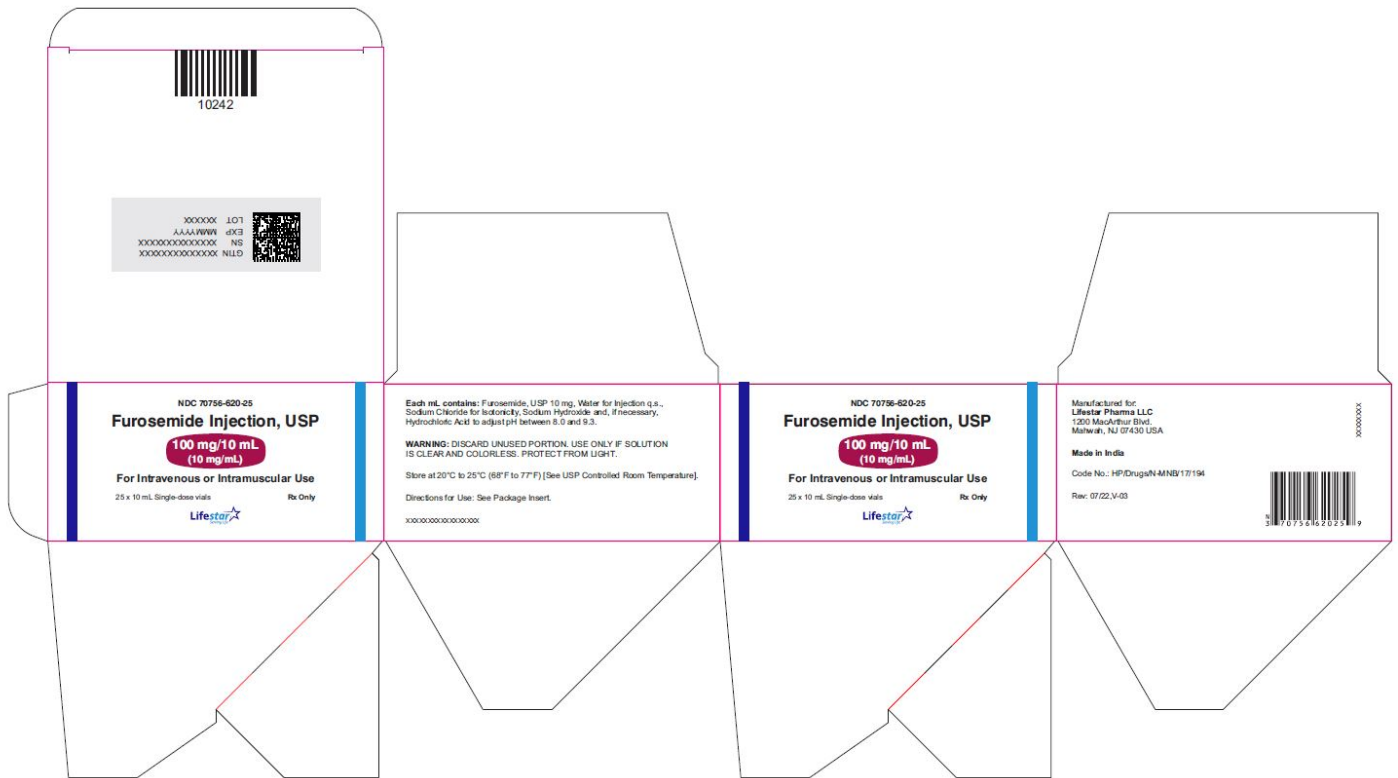 10242
GTIN XXXXXXXXXXXXXX
SN XXXXXXXXXXXXXX
EXP MMMYYYY
LOT XXXXXX
NDC 70756-620-25
Furosemide Injection, USP
100 mg/10 mL
(10 mg/mL)
For Intravenous or Intramuscular Use
25 x 10 mL Single-dose vials Rx Only
Lifestar
Serving Life
Each mL contains: Furosemide, USP 10 mg, Water for Injection q.s.,
Sodium Chloride for Isotonicity, Sodium Hydroxide and, if necessary,
Hydrochloric Acid to adjust pH between 8.0 and 9.3.
WARNING: DISCARD UNUSED PORTION. USE ONLY IF SOLUTION
IS CLEAR AND COLORLESS. PROTECT FROM LIGHT.
Store at 20°C to 25°C (68°F to 77°F) [See USP Controlled Room Temperature].
Directions for Use: See Package Insert.
XXXXXXXXXXXXXXXX
NDC 70756-620-25
Furosemide Injection, USP
100 mg/10 mL
(10 mg/mL)
For Intravenous or Intramuscular Use
25 x 10 mL Single-dose vials Rx Only
Lifestar
Serving Life
Manufactured for:
Lifestar Pharma LLC
1200 MacArthur Blvd.
Mahwah, NJ 07430 USA
Made in India
Code No.: HP/Drugs/N-MNB/17/194
Rev: 07/22,V-03
XXXXXXX
N
3 70756 62025 9